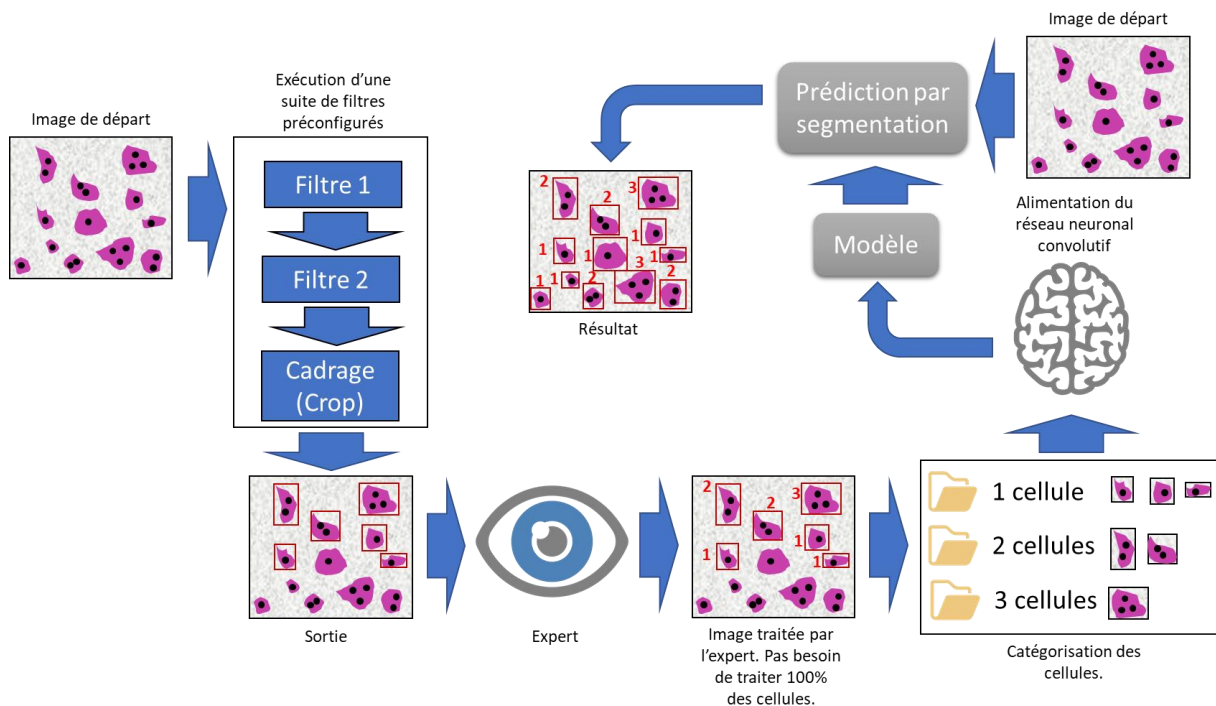 Image de départ
Exécution d'une
suite de filtres
préconfigurés
Filtre 1
Filtre 2
Cadrage
(Crop)
2
3
2
1
1
1
Sortie
Expert
Image traitée par
l'expert. Pas besoin
de traiter 100%
des cellules.
1 cellule
2 cellules
3 cellules
Catégorisation des
cellules.
Alimentation du
réseau neuronal
convolutif
Modèle
Image de départ
Prédiction par
segmentation
2
3
2
1
1
1
1
3
1
1
2
2
Résultat